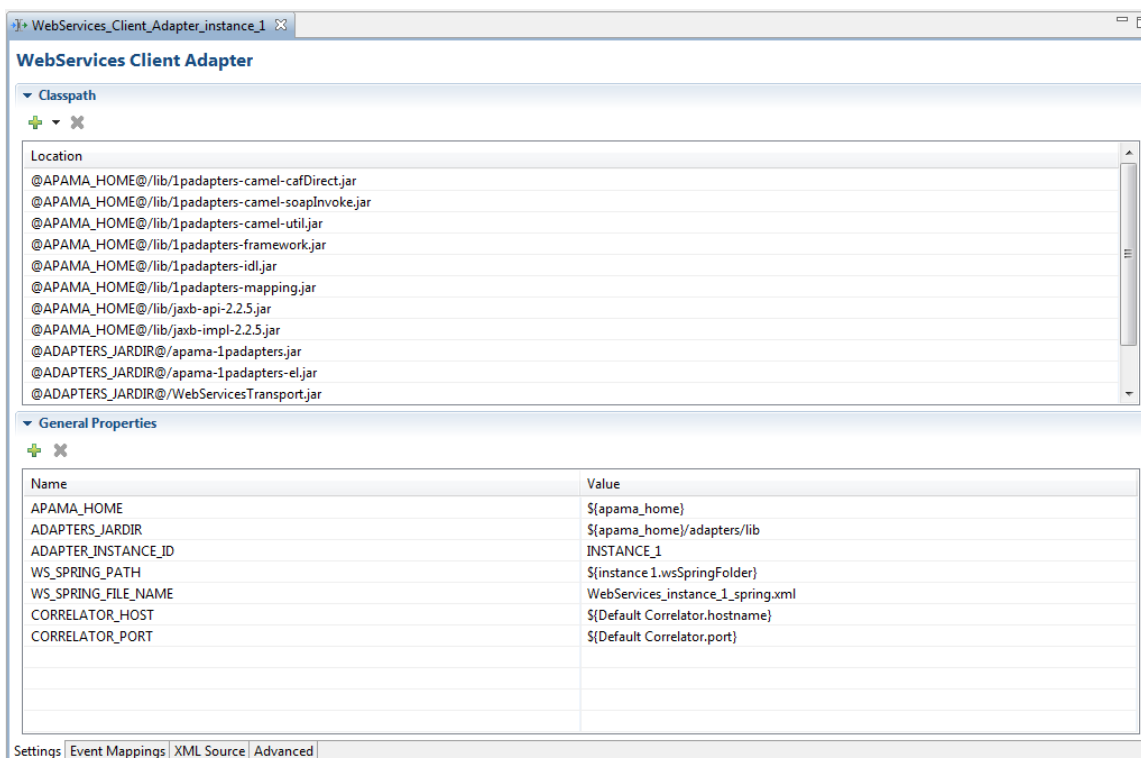 WebServices_Client_Adapter_instance_1
WebServices Client Adapter
Classpath
Location
@APAMA_HOME@/lib/1padapters-camel-cafDirect.jar
@APAMA_HOME@/lib/1padapters-camel-soapInvoke.jar
@APAMA_HOME@/lib/1padapters-camel-util.jar
@APAMA_HOME@/lib/1padapters-framework.jar
@APAMA_HOME@/lib/1padapters-idl.jar
@APAMA_HOME@/lib/1padapters-mapping.jar
@APAMA_HOME@/lib/jaxb-api-2.2.5.jar
@APAMA_HOME@/lib/jaxb-impl-2.2.5.jar
@ADAPTERS_JARDIR@/apama-1padapters.jar
@ADAPTERS_JARDIR@/apama-1padapters-el.jar
@ADAPTERS_JARDIR@/WebServicesTransport.jar
General Properties
Name Value
APAMA_HOME ${apama_home}
ADAPTERS_JARDIR ${apama_home}/adapters/lib
ADAPTER_INSTANCE_ID INSTANCE_1
WS_SPRING_PATH ${instance 1.wsSpringFolder}
WS_SPRING_FILE_NAME WebServices_instance_1_spring.xml
CORRELATOR_HOST ${Default Correlator.hostname}
CORRELATOR_PORT ${Default Correlator.port}
Settings Event Mappings XML Source Advanced